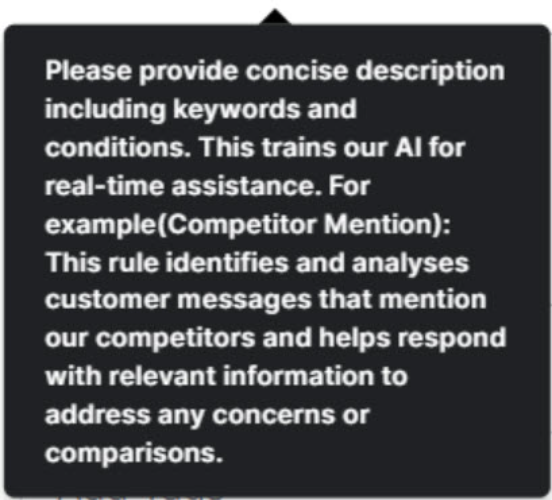 Please provide concise description
including keywords and
conditions. This trains our AI for
real-time assistance. For
example(Competitor Mention):
This rule identifies and analyses
customer messages that mention
our competitors and helps respond
with relevant information to
address any concerns or
comparisons.